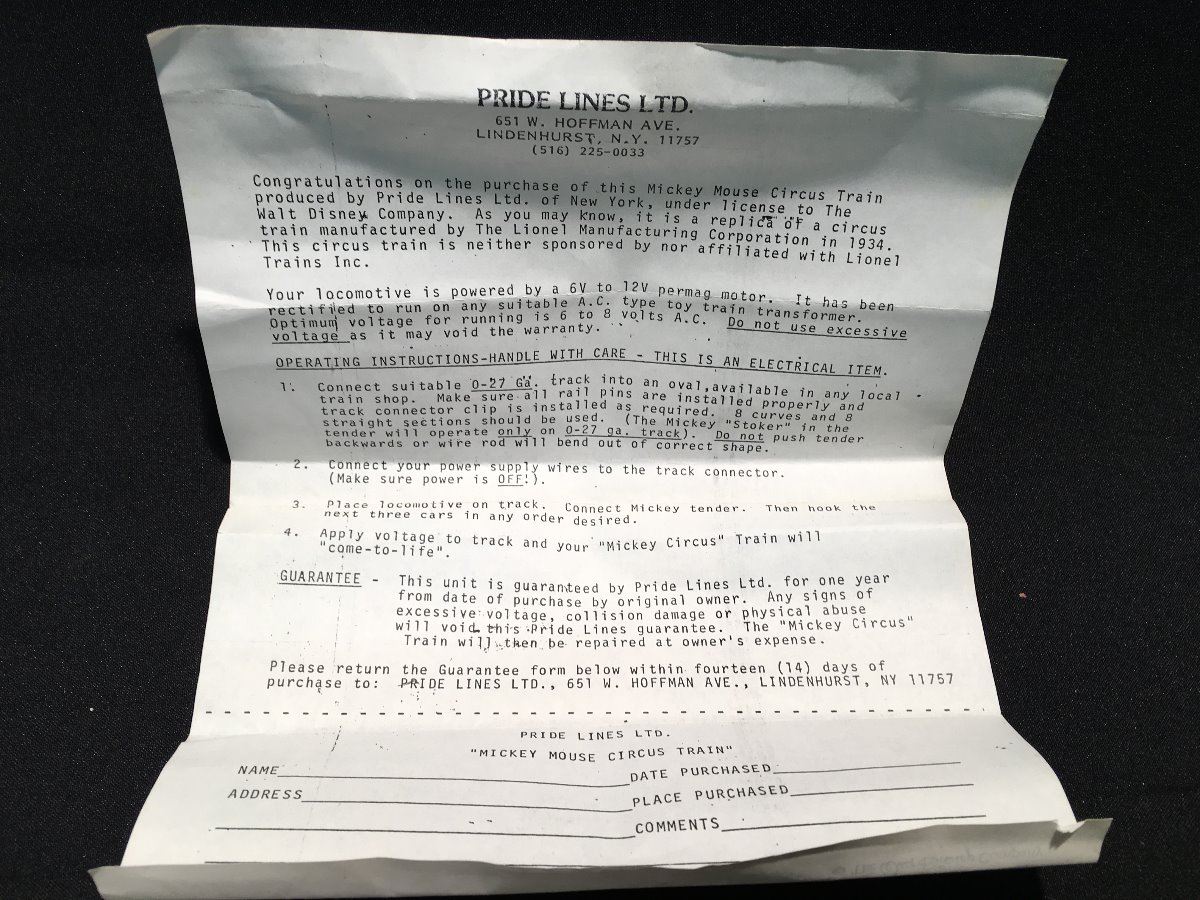 PRIDE LINES LTD.
651 W. HOFFMAN AVE.
LINDENHURST, N.Y. 11757
(516) 225-0033
Congratulations on the purchase of this Mickey Mouse Circus Train
produced by Pride Lines Ltd. of New York, under license to The
Walt Disney Company. As you may know, it is a replica of a circus
train manufactured by The Lionel Manufacturing Corporation in 1934.
This circus train is neither sponsored by nor affiliated with Lionel
Trains Inc.
Your locomotive is powered by a 6V to 12V permag motor. It has been
rectified to run on any suitable A.C. type toy train transformer.
Optimum voltage for running is 6 to 8 volts A.C. Do not use excessive
voltage as it may void the warranty.
OPERATING INSTRUCTIONS-HANDLE WITH CARE - THIS IS AN ELECTRICAL ITEM.
1. Connect suitable O-27 Ga. track into an oval, available in any local
train shop. Make sure all rail pins are installed properly and
track connector clip is installed as required. 8 curves and 8
straight sections should be used. (The Mickey "Stoker" in the
tender will operate only on O-27 ga. track). Do not push tender
backwards or wire rod will bend out of correct shape.
2. Connect your power supply wires to the track connector.
(Make sure power is OFF!).
3. Place locomotive on track. Connect Mickey tender. Then hook the
next three cars in any order desired.
4. Apply voltage to track and your "Mickey Circus" Train will
"come-to-life".
GUARANTEE - This unit is guaranteed by Pride Lines Ltd. for one year
from date of purchase by original owner. Any signs of
excessive voltage, collision damage or physical abuse
will void this Pride Lines guarantee. The "Mickey Circus"
Train will then be repaired at owner's expense.
Please return the Guarantee form below within fourteen (14) days of
purchase to: PRIDE LINES LTD., 651 W. HOFFMAN AVE., LINDENHURST, NY 11757
PRIDE LINES LTD.
"MICKEY MOUSE CIRCUS TRAIN"
NAME DATE PURCHASED
ADDRESS PLACE PURCHASED
COMMENTS